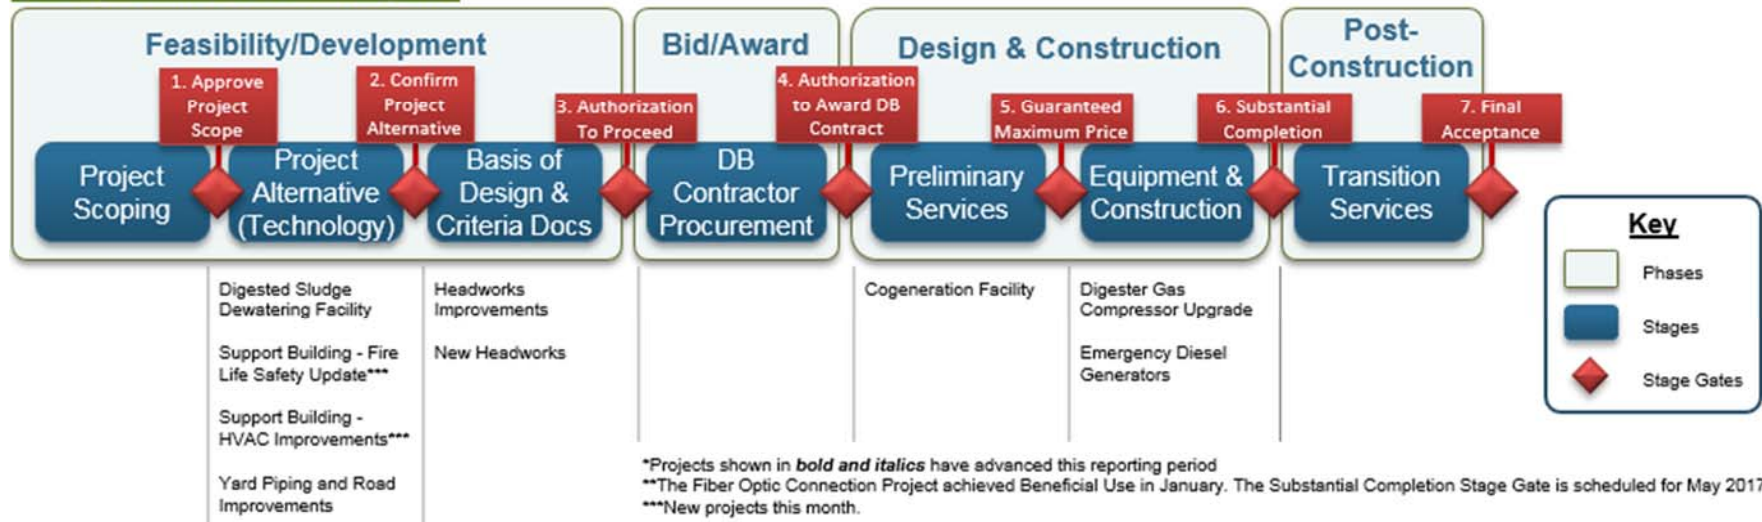 Feasibility/Development
Bid/Award
Design & Construction
Post-
Construction
1. Approve
Project
Scope
2. Confirm
Project
Alternative
3. Authorization
To Proceed
4. Authorization
to Award DB
Contract
5. Guaranteed
Maximum Price
6. Substantial
Completion
7. Final
Acceptance
Project
Scoping
Project
Alternative
(Technology)
Basis of
Design &
Criteria Docs
DB
Contractor
Procurement
Preliminary
Services
Equipment &
Construction
Transition
Services
Key
Phases
Stages
Stage Gates
Digested Sludge
Dewatering Facility
Support Building - Fire
Life Safety Update***
Support Building -
HVAC Improvements***
Yard Piping and Road
Improvements
Headworks
Improvements
New Headworks
Cogeneration Facility
Digester Gas
Compressor Upgrade
Emergency Diesel
Generators
*Projects shown in bold and italics have advanced this reporting period
**The Fiber Optic Connection Project achieved Beneficial Use in January. The Substantial Completion Stage Gate is scheduled for May 2017
***New projects this month.